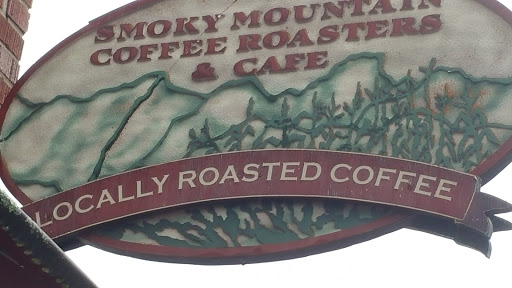 SMOKY MOUNTAIN
COFFEE ROASTERS
& CAFE
LOCALLY ROASTED COFFEE